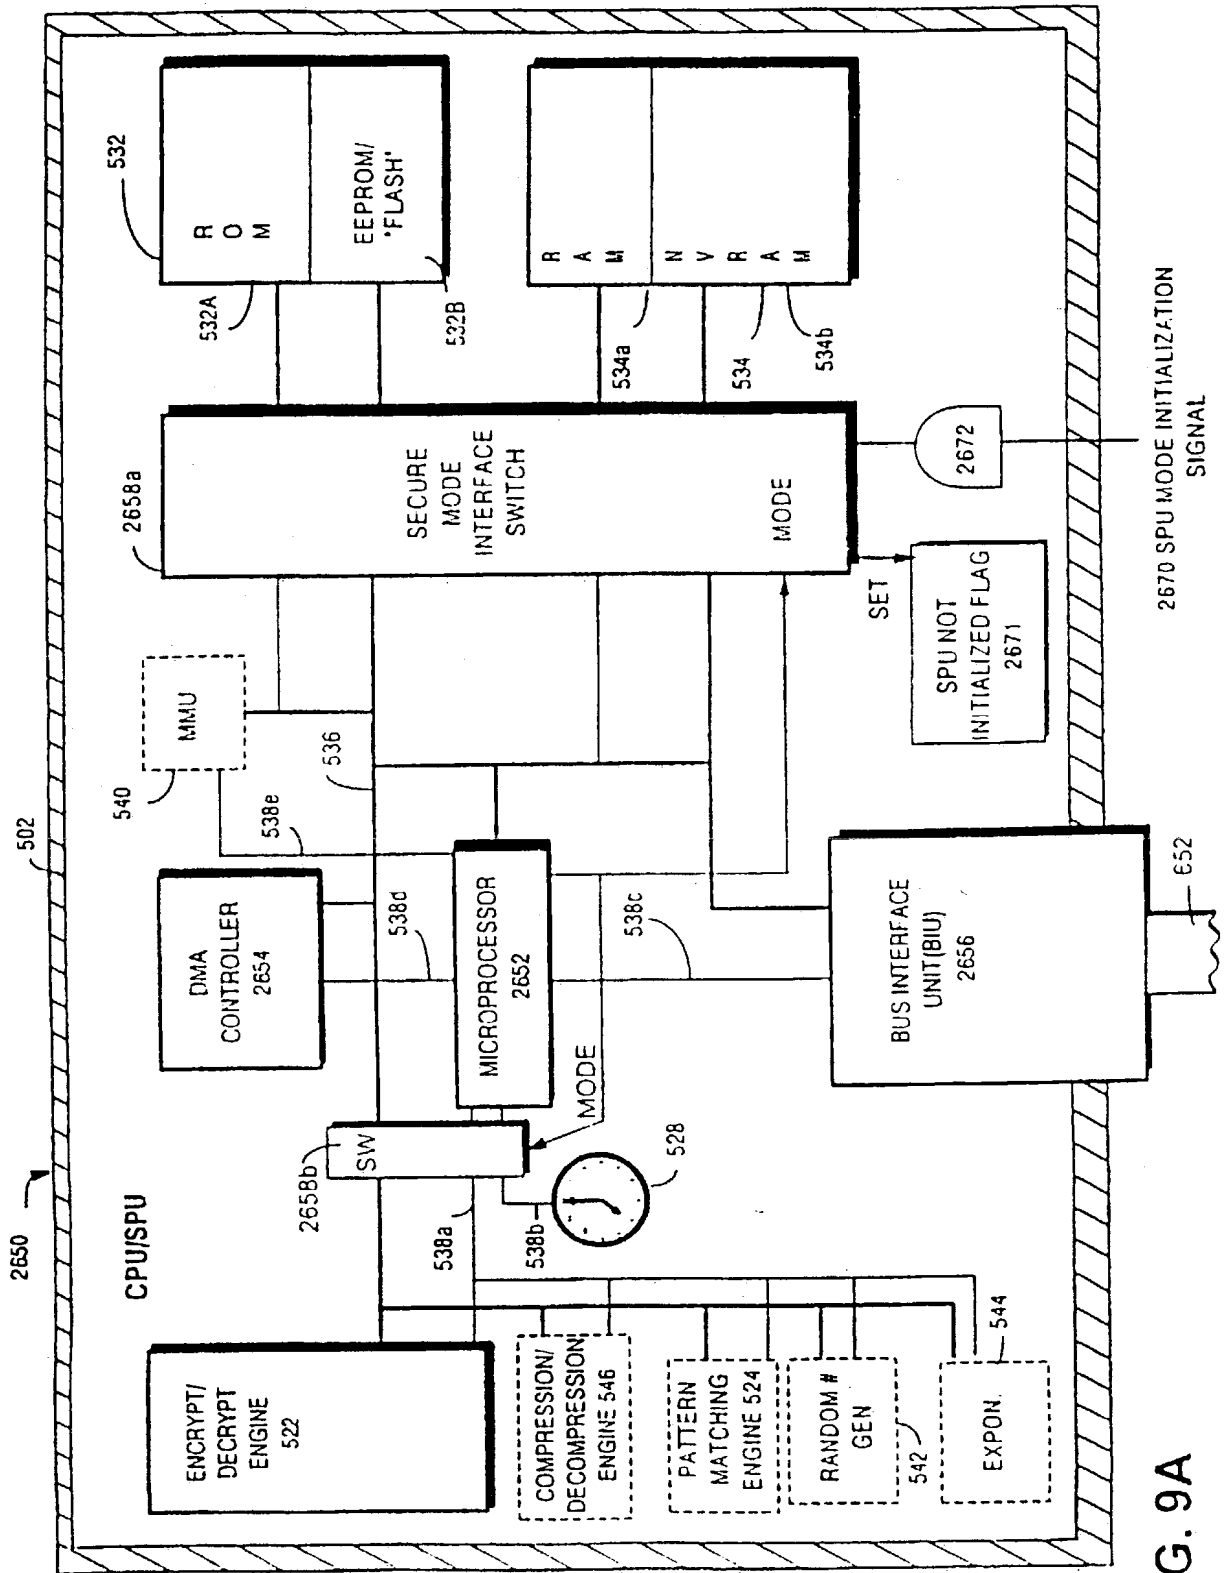 2650
502
CPU/SPU
ENCRYPT/
DECRYPT
ENGINE
522
DMA
CONTROLLER
2654
540
MMU
2658a
532
R
O
M
532A
EEPROM/
"FLASH"
532B
2658b
SW
538a
538b
528
MODE
538d
538e
536
MICROPROCESSOR
2652
538c
SECURE
MODE
INTERFACE
SWITCH
MODE
R
A
M
N
V
R
A
M
534a
534
534b
COMPRESSION/
DECOMPRESSION
ENGINE 546
PATTERN
MATCHING
ENGINE 524
RANDOM #
GEN
542
EXPON.
544
BUS INTERFACE
UNIT(BIU)
2656
652
SET
SPU NOT
INITIALIZED FLAG
2671
2672
2670 SPU MODE INITIALIZATION
SIGNAL
G. 9A